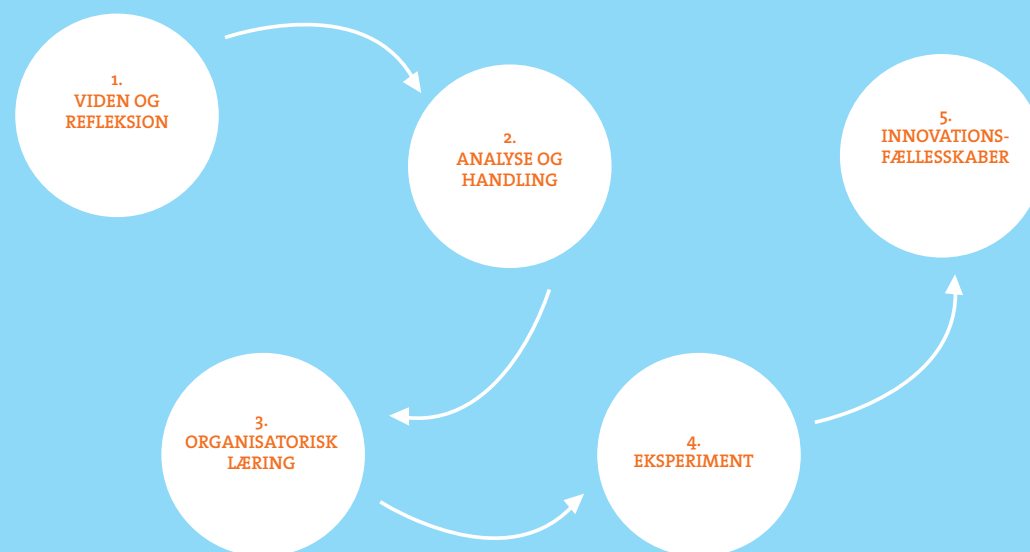 1.
VIDEN OG
REFLEKSION
2.
ANALYSE OG
HANDLING
3.
ORGANISATORISK
LÆRING
4.
EKSPERIMENT
5.
INNOVATIONS-
FÆLLESSKABER